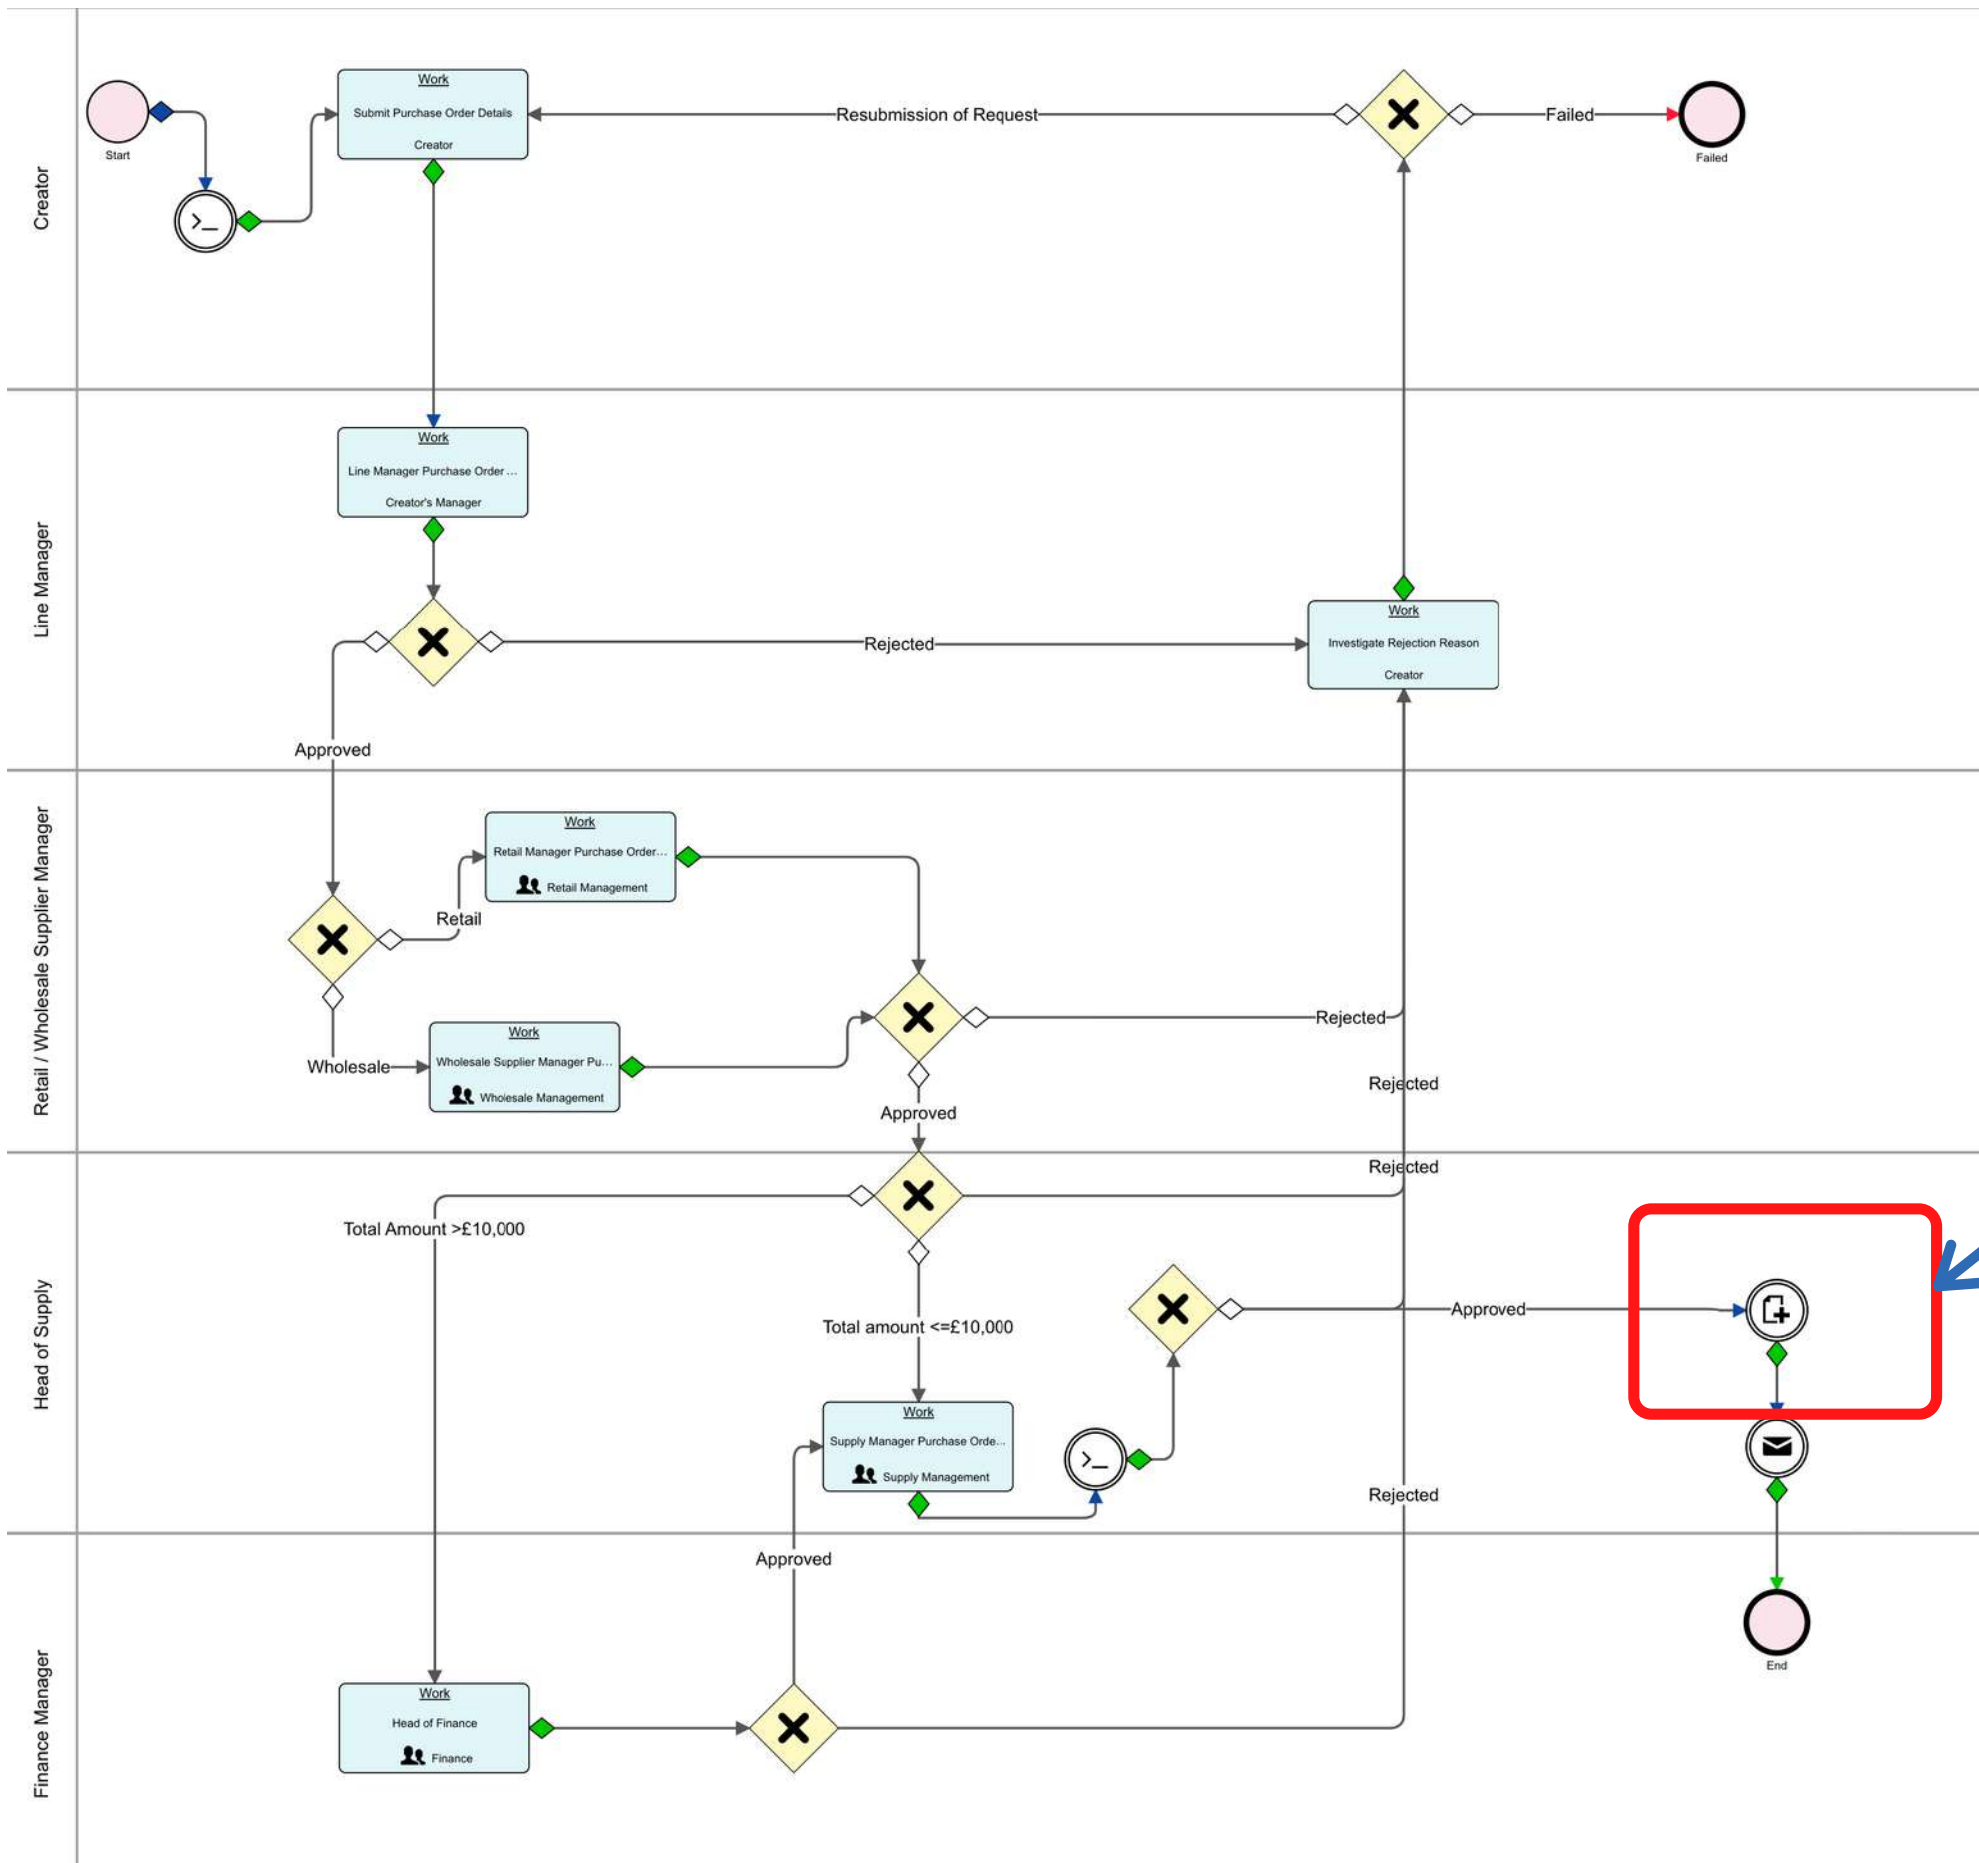 Creator
Start
Work
Submit Purchase Order Details
Creator
Resubmission of Request
Failed
Failed
Line Manager
Work
Line Manager Purchase Order ...
Creator's Manager
Rejected
Approved
Work
Investigate Rejection Reason
Creator
Retail / Wholesale Supplier Manager
Work
Retail Manager Purchase Order...
Retail Management
Retail
Wholesale
Work
Wholesale Supplier Manager Pu...
Wholesale Management
Rejected
Rejected
Approved
Head of Supply
Rejected
Total Amount >£10,000
Total amount <=£10,000
Approved
Work
Supply Manager Purchase Orde...
Supply Management
>_
>_
Rejected
Finance Manager
Approved
End
Work
Head of Finance
Finance